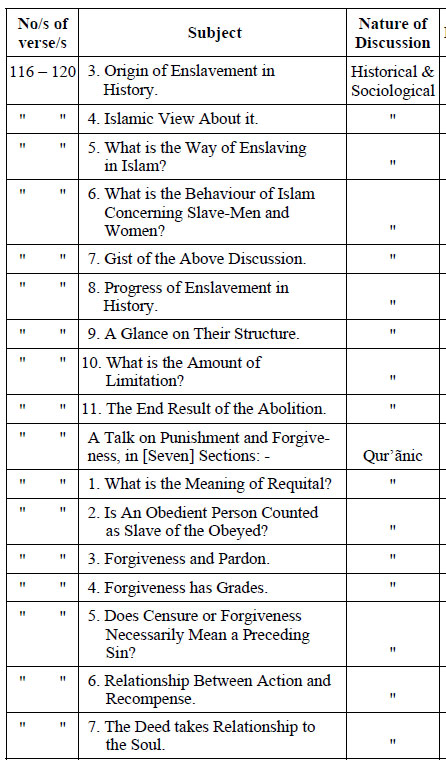 No/s of verse/s Subject Nature of Discussion
116 – 120 3. Origin of Enslavement in Historical &
History. Sociological
" " 4. Islamic View About it. "
" " 5. What is the Way of Enslaving
in Islam? "
" " 6. What is the Behaviour of Islam
Concerning Slave-Men and
Women? "
" " 7. Gist of the Above Discussion. "
" " 8. Progress of Enslavement in
History. "
" " 9. A Glance on Their Structure. "
" " 10. What is the Amount of
Limitation? "
" " 11. The End Result of the Abolition. "
" " A Talk on Punishment and Forgive-
ness, in [Seven] Sections: - Qur’ãnic
" " 1. What is the Meaning of Requital? "
" " 2. Is An Obedient Person Counted
as Slave of the Obeyed? "
" " 3. Forgiveness and Pardon. "
" " 4. Forgiveness has Grades. "
" " 5. Does Censure or Forgiveness
Necessarily Mean a Preceding
Sin? "
" " 6. Relationship Between Action and
Recompense. "
" " 7. The Deed takes Relationship to
the Soul. "